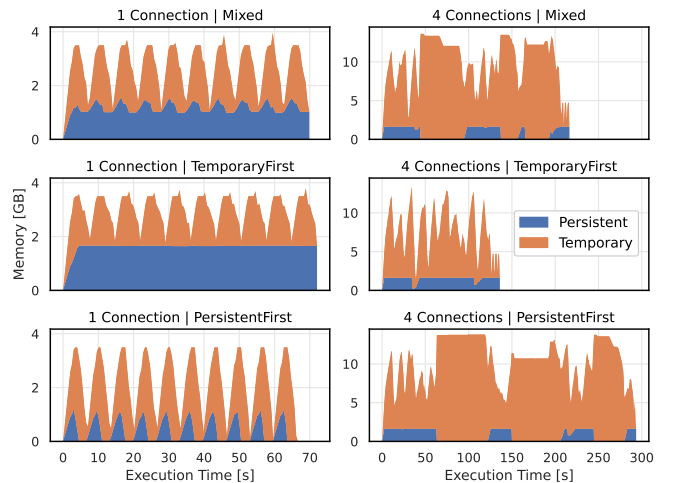 1 Connection | Mixed
4 Connections | Mixed
4
2
0
10
5
0
1 Connection | TemporaryFirst
4 Connections | TemporaryFirst
Memory [GB]
4
2
0
10
5
0
Persistent
Temporary
1 Connection | PersistentFirst
4 Connections | PersistentFirst
4
2
0
10
5
0
0 10 20 30 40 50 60 70
0 50 100 150 200 250 300
Execution Time [s]
Execution Time [s]